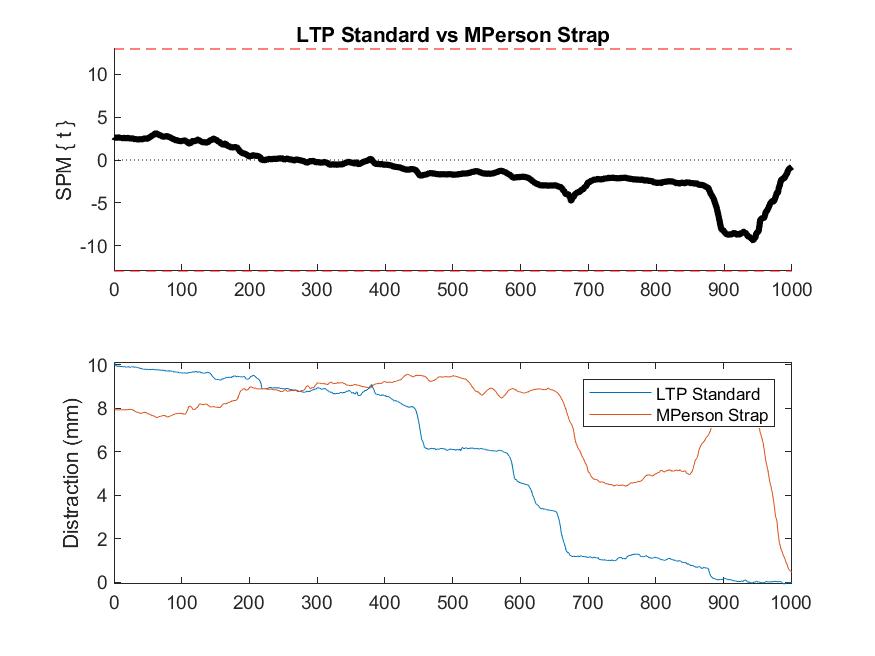 LTP Standard vs MPerson Strap
10
5
0
-5
-10
SPM { t }
0 100 200 300 400 500 600 700 800 900 1000
10
8
6
4
2
0
Distraction (mm)
LTP Standard
MPerson Strap
0 100 200 300 400 500 600 700 800 900 1000